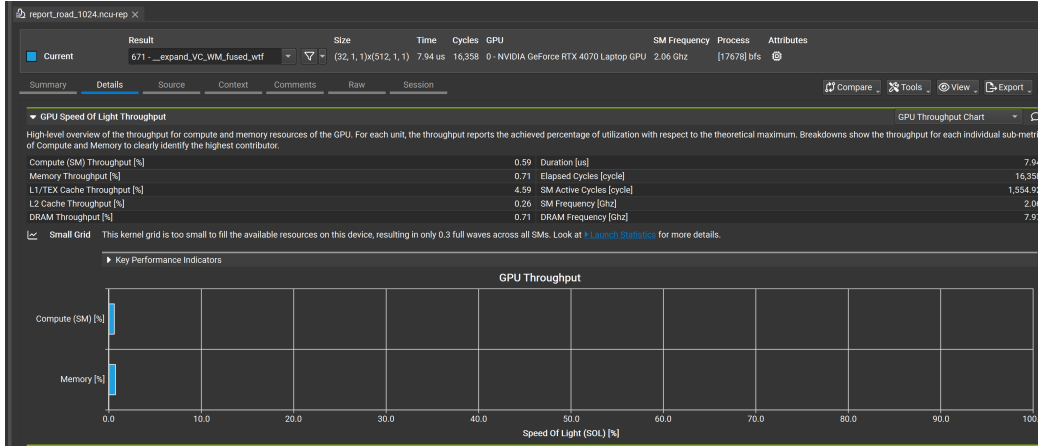 report_road_1024.ncu-rep
Result Size Time Cycles GPU SM Frequency Process Attributes
Current 671 - __expand_VC_WM_fused_wtf (32, 1, 1)x(512, 1, 1) 7.94 us 16,358 0 - NVIDIA GeForce RTX 4070 Laptop GPU 2.06 Ghz [17678] bfs
Summary Details Source Context Comments Raw Session Compare Tools View Export
GPU Speed Of Light Throughput GPU Throughput Chart
High-level overview of the throughput for compute and memory resources of the GPU. For each unit, the throughput reports the achieved percentage of utilization with respect to the theoretical maximum. Breakdowns show the throughput for each individual sub-metri
of Compute and Memory to clearly identify the highest contributor.
Compute (SM) Throughput [%] 0.59 Duration [us] 7.94
Memory Throughput [%] 0.71 Elapsed Cycles [cycle] 16,358
L1/TEX Cache Throughput [%] 4.59 SM Active Cycles [cycle] 1,554.92
L2 Cache Throughput [%] 0.26 SM Frequency [Ghz] 2.06
DRAM Throughput [%] 0.71 DRAM Frequency [Ghz] 7.97
Small Grid This kernel grid is too small to fill the available resources on this device, resulting in only 0.3 full waves across all SMs. Look at Launch Statistics for more details.
Key Performance Indicators
GPU Throughput
Compute (SM) [%]
Memory [%]
0.0 10.0 20.0 30.0 40.0 50.0 60.0 70.0 80.0 90.0 100.
Speed Of Light (SOL) [%]